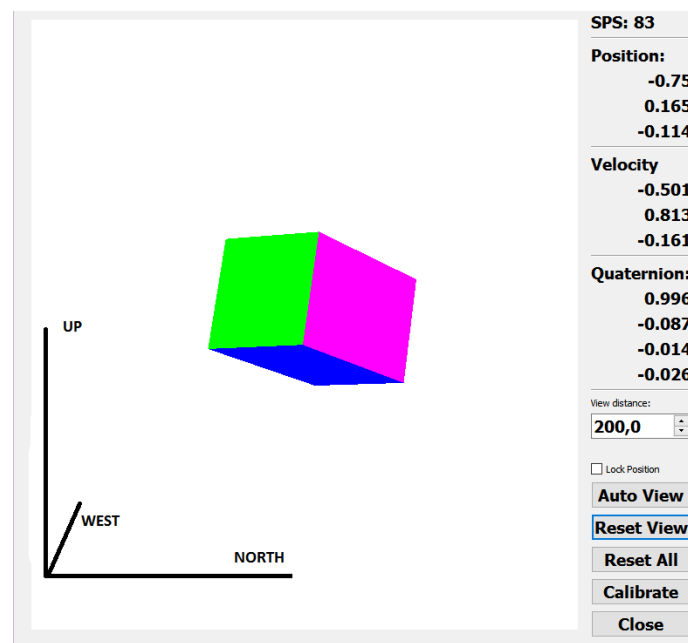 SPS: 83
Position:
-0.75
0.165
-0.114
Velocity
-0.501
0.813
-0.161
Quaternion:
0.996
-0.087
-0.014
-0.026
View distance:
200,0
Lock Position
Auto View
Reset View
Reset All
Calibrate
Close
UP
WEST
NORTH